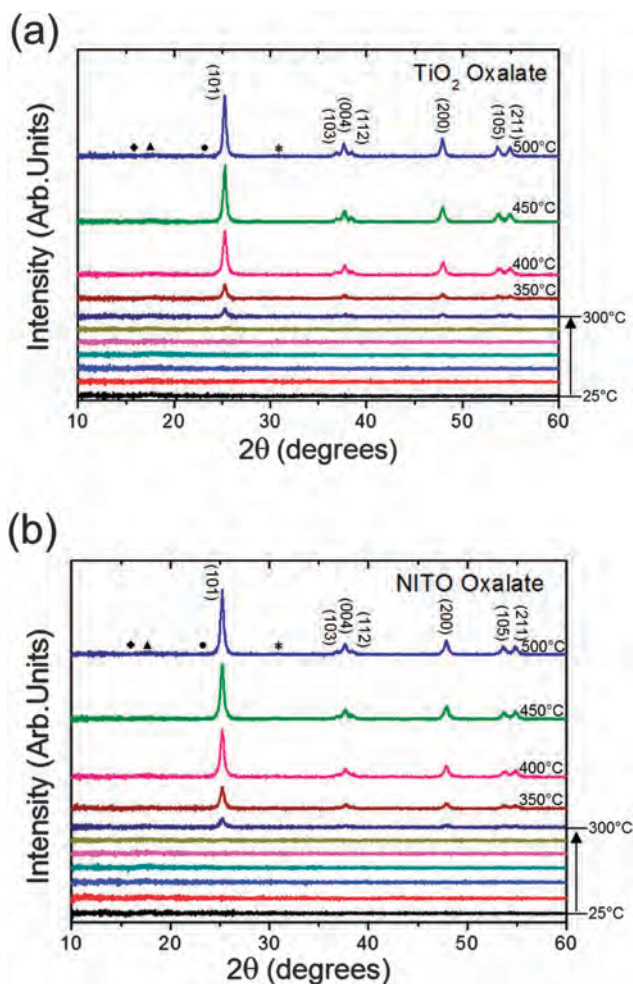 (a)
TiO₂ Oxalate
(101)
(103)
(004)
(112)
(200)
(105)
(211)
◆ ▲ ● *
500°C
450°C
400°C
350°C
300°C
25°C
Intensity (Arb.Units)
10 20 30 40 50 60
2θ (degrees)
(b)
NITO Oxalate
(101)
(103)
(004)
(112)
(200)
(105)
(211)
◆ ▲ ● *
500°C
450°C
400°C
350°C
300°C
25°C
Intensity (Arb.Units)
10 20 30 40 50 60
2θ (degrees)